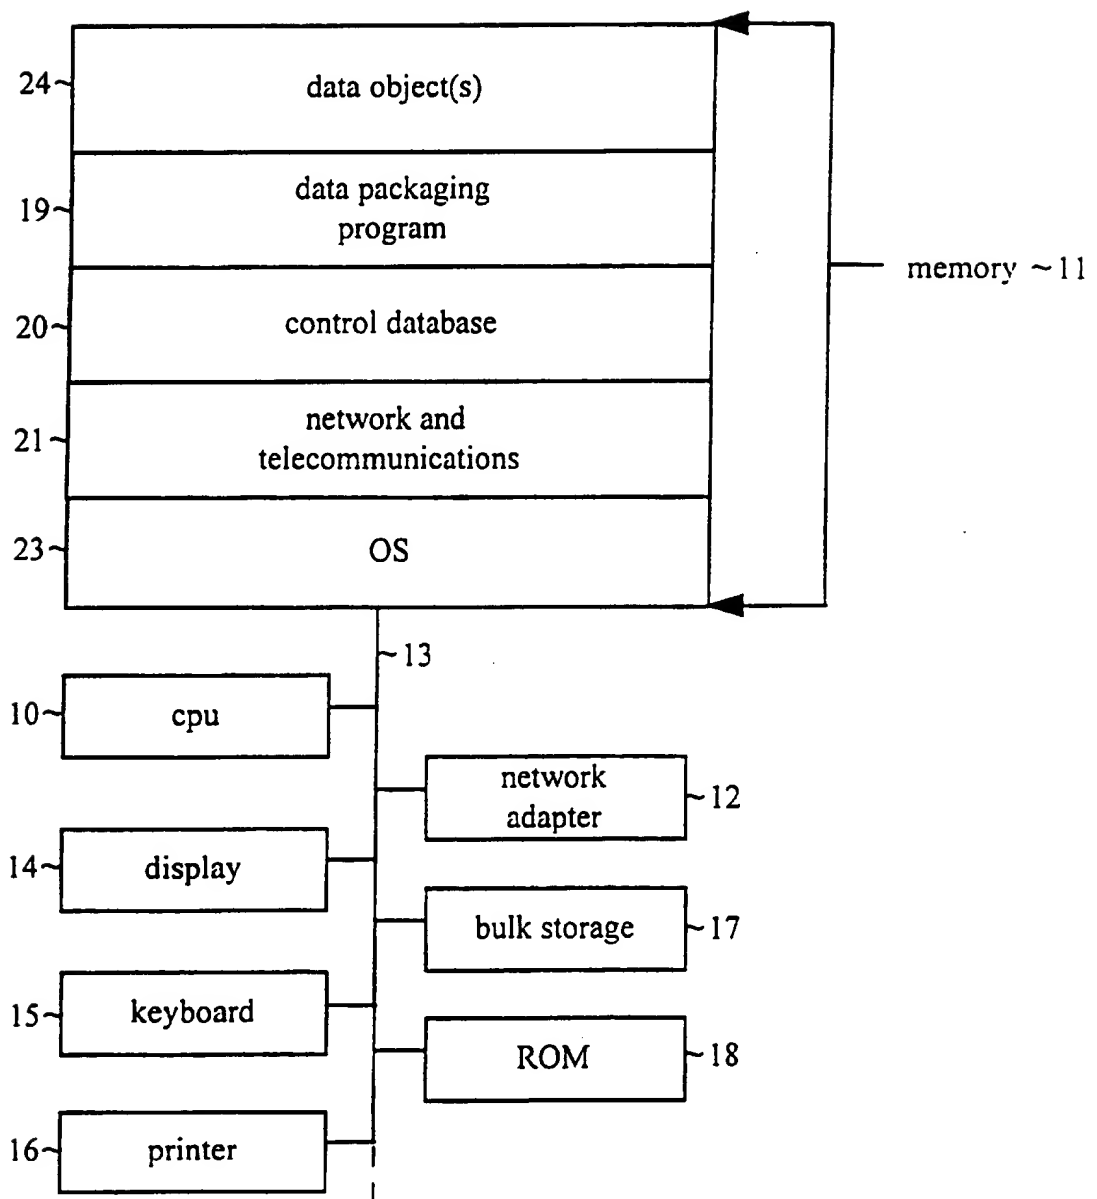 24~ data object(s)
19~ data packaging
program
memory ~11
20~ control database
21~ network and
telecommunications
23~ OS
~13
10~ cpu
network
adapter ~12
14~ display
bulk storage ~17
15~ keyboard
ROM ~18
16~ printer